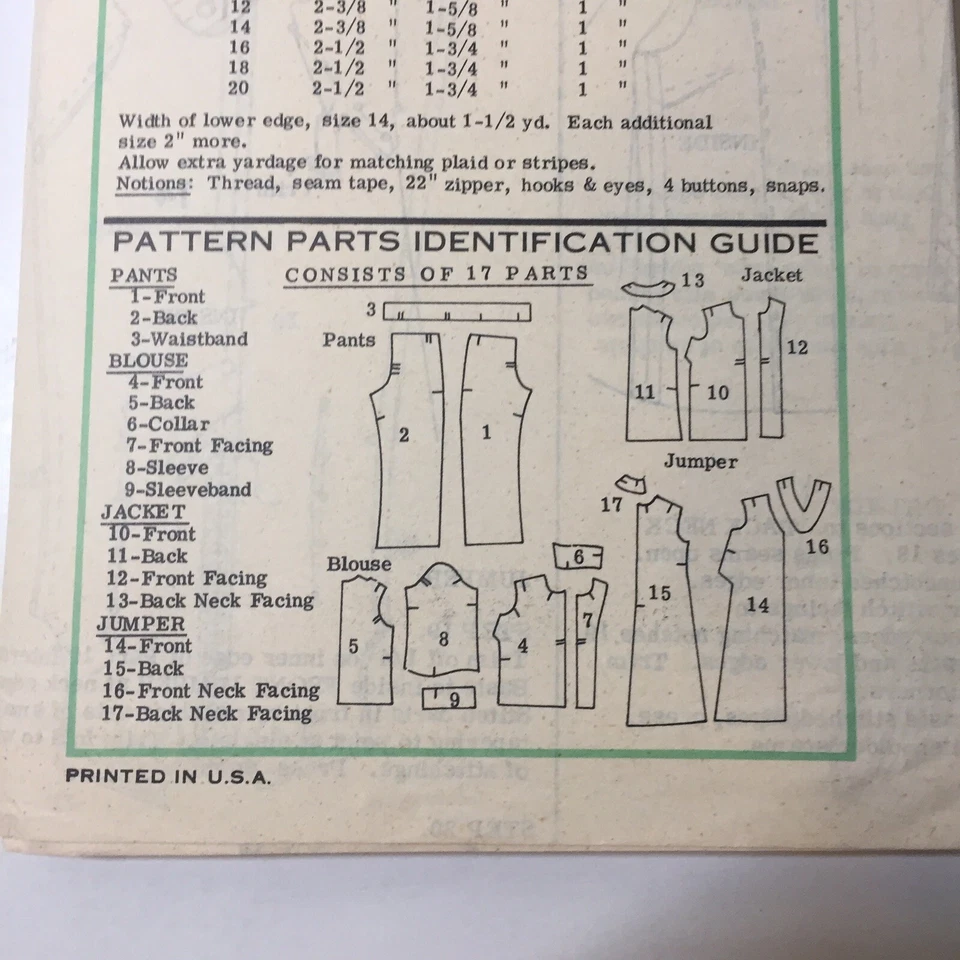 12 2-3/8 " 1-5/8 " 1 "
14 2-3/8 " 1-5/8 " 1 "
16 2-1/2 " 1-3/4 " 1 "
18 2-1/2 " 1-3/4 " 1 "
20 2-1/2 " 1-3/4 " 1 "
Width of lower edge, size 14, about 1-1/2 yd. Each additional
size 2" more.
Allow extra yardage for matching plaid or stripes.
Notions: Thread, seam tape, 22" zipper, hooks & eyes, 4 buttons, snaps.
PATTERN PARTS IDENTIFICATION GUIDE
CONSISTS OF 17 PARTS
PANTS
1-Front
2-Back
3-Waistband
BLOUSE
4-Front
5-Back
6-Collar
7-Front Facing
8-Sleeve
9-Sleeveband
JACKET
10-Front
11-Back
12-Front Facing
13-Back Neck Facing
JUMPER
14-Front
15-Back
16-Front Neck Facing
17-Back Neck Facing
3
Pants
2
1
13
Jacket
11
10
12
Jumper
17
15
14
16
Blouse
5
8
9
4
6
7
PRINTED IN U.S.A.